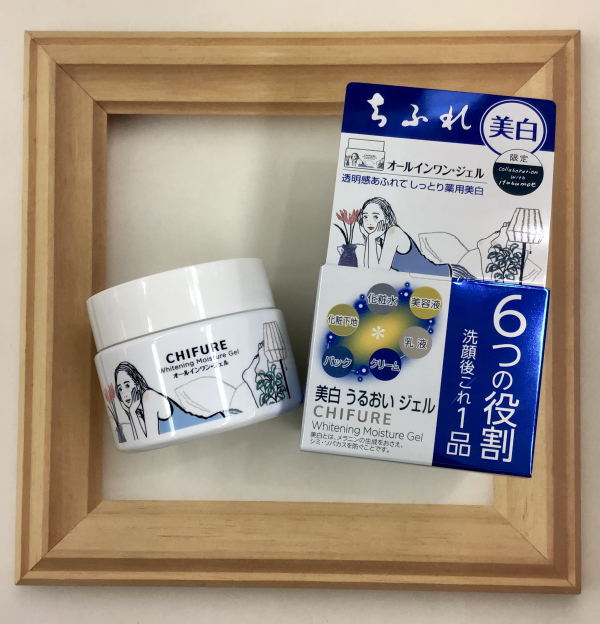 ちふれ
美白
限定
collaboration
with
itabamoe
オールインワン・ジェル
透明感あふれて しっとり薬用美白
化粧水
美容液
化粧下地
乳液
パック
クリーム
美白 うるおい ジェル
CHIFURE
Whitening Moisture Gel
美白とは、メラニンの生成をおさえ、
シミ・ソバカスを防ぐことです。
6つの役割
洗顔後これ1品
CHIFURE
Whitening Moisture Gel
オールインワン・ジェル